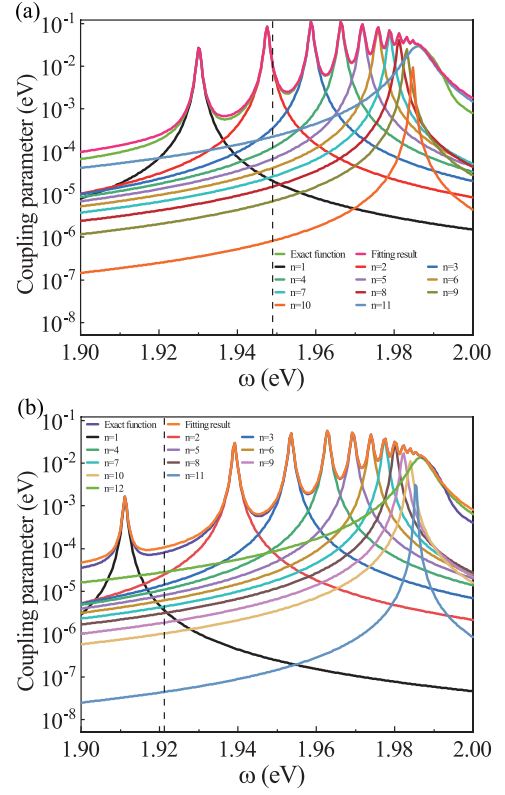 (a)
Coupling parameter (eV)
10⁻¹
10⁻²
10⁻³
10⁻⁴
10⁻⁵
10⁻⁶
10⁻⁷
10⁻⁸
Exact function Fitting result
n=1 n=2 n=3
n=4 n=5 n=6
n=7 n=8 n=9
n=10 n=11
1.90 1.92 1.94 1.96 1.98 2.00
ω (eV)
(b)
Coupling parameter (eV)
10⁻¹
10⁻²
10⁻³
10⁻⁴
10⁻⁵
10⁻⁶
10⁻⁷
10⁻⁸
Exact function Fitting result
n=1 n=2 n=3
n=4 n=5 n=6
n=7 n=8 n=9
n=10 n=11
n=12
1.90 1.92 1.94 1.96 1.98 2.00
ω (eV)